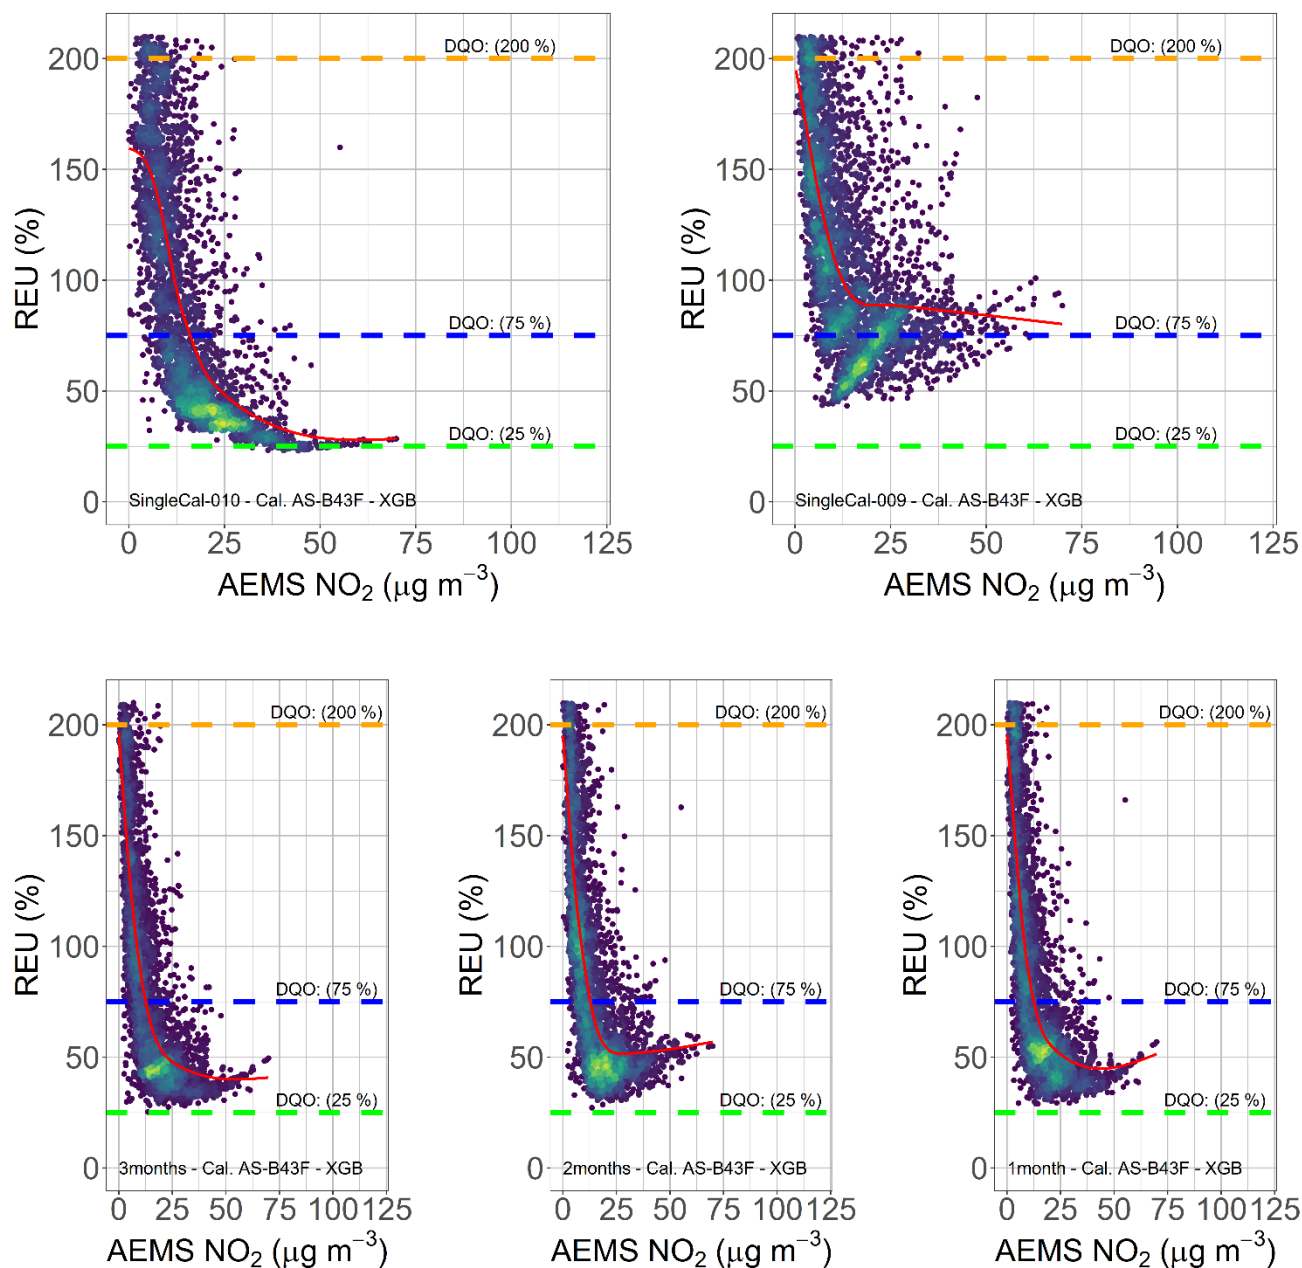 200
150
100
50
0
REU (%)
DQO: (200 %)
DQO: (75 %)
DQO: (25 %)
SingleCal-010 - Cal. AS-B43F - XGB
0 25 50 75 100 125
AEMS NO₂ (μg m⁻³)
200
150
100
50
0
REU (%)
DQO: (200 %)
DQO: (75 %)
DQO: (25 %)
SingleCal-009 - Cal. AS-B43F - XGB
0 25 50 75 100 125
AEMS NO₂ (μg m⁻³)
200
150
100
50
0
REU (%)
DQO: (200 %)
DQO: (75 %)
DQO: (25 %)
3months - Cal. AS-B43F - XGB
0 25 50 75 100 125
AEMS NO₂ (μg m⁻³)
200
150
100
50
0
REU (%)
DQO: (200 %)
DQO: (75 %)
DQO: (25 %)
2months - Cal. AS-B43F - XGB
0 25 50 75 100 125
AEMS NO₂ (μg m⁻³)
200
150
100
50
0
REU (%)
DQO: (200 %)
DQO: (75 %)
DQO: (25 %)
1month - Cal. AS-B43F - XGB
0 25 50 75 100 125
AEMS NO₂ (μg m⁻³)